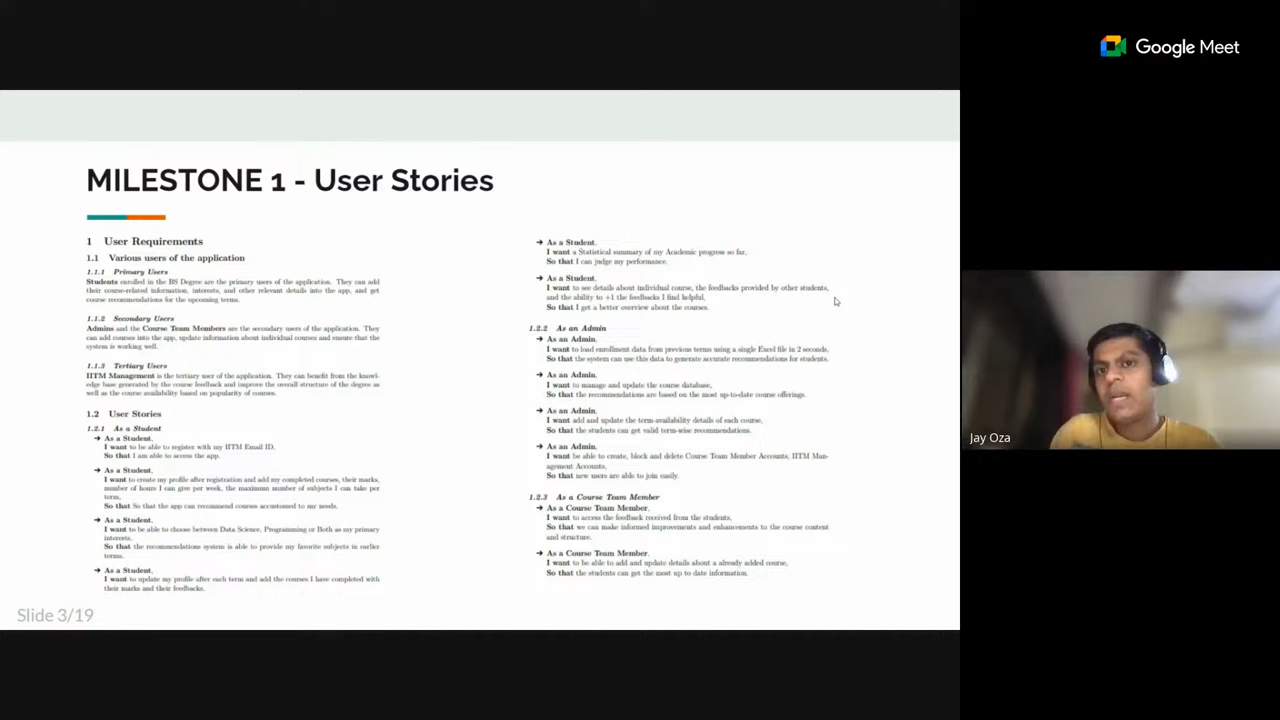 Google Meet
MILESTONE 1 - User Stories
1 User Requirements
1.1 Various users of the application
1.1.1 Primary Users
Students enrolled in the BS Degree are the primary users of the application. They can add
their course-related information, interests, and other relevant details into the app, and get
course recommendations for the upcoming terms.
1.1.2 Secondary Users
Admins and the Course Team Members are the secondary users of the application. They
can add courses into the app, update information about individual courses and ensure that the
system is working well.
1.1.3 Tertiary Users
IITM Management is the tertiary user of the application. They can benefit from the knowl-
edge base generated by the course feedback and improve the overall structure of the degree as
well as the course availability based on popularity of courses.
1.2 User Stories
1.2.1 As a Student
➔ As a Student,
I want to be able to register with my IITM Email ID,
So that I am able to access the app.
➔ As a Student,
I want to create my profile after registration and add my completed courses, their marks,
number of hours I can give per week, the maximum number of subjects I can take per
term,
So that So that the app can recommend courses accustomed to my needs.
➔ As a Student,
I want to be able to choose between Data Science, Programming or Both as my primary
interests,
So that the recommendations system is able to provide my favorite subjects in earlier
terms.
➔ As a Student,
I want to update my profile after each term and add the courses I have completed with
their marks and their feedbacks.
➔ As a Student,
I want a Statistical summary of my Academic progress so far,
So that I can judge my performance.
➔ As a Student,
I want to see details about individual course, the feedbacks provided by other students,
and the ability to +1 the feedbacks I find helpful,
So that I get a better overview about the courses.
1.2.2 As an Admin
➔ As an Admin,
I want to load enrollment data from previous terms using a single Excel file in 2 seconds,
So that the system can use this data to generate accurate recommendations for students.
➔ As an Admin,
I want to manage and update the course database,
So that the recommendations are based on the most up-to-date course offerings.
➔ As an Admin,
I want add and update the term-availability details of each course,
So that the students can get valid term-wise recommendations.
➔ As an Admin,
I want be able to create, block and delete Course Team Member Accounts, IITM Man-
agement Accounts,
So that new users are able to join easily.
1.2.3 As a Course Team Member
➔ As a Course Team Member,
I want to access the feedback received from the students,
So that we can make informed improvements and enhancements to the course content
and structure.
➔ As a Course Team Member,
I want to be able to add and update details about a already added course,
So that the students can get the most up to date information.
Slide 3/19
Jay Oza